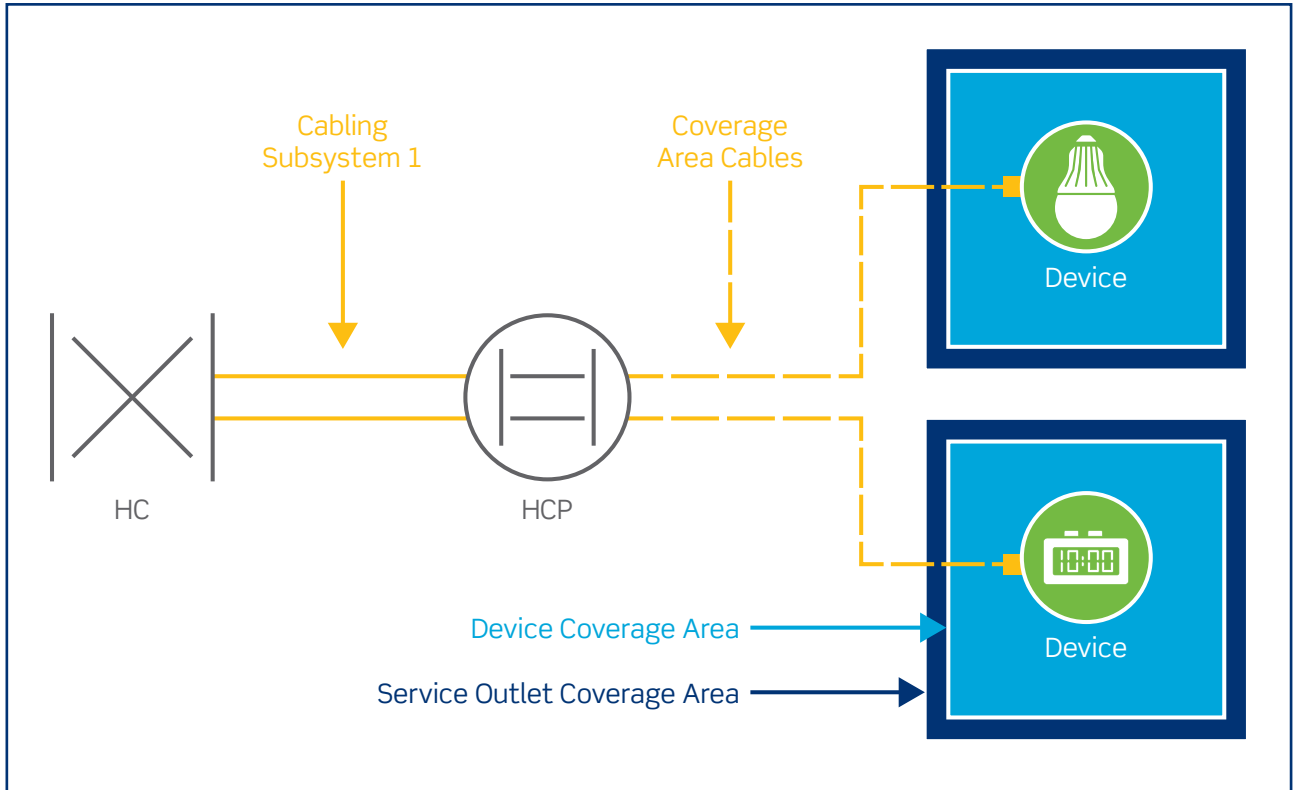 Cabling
Subsystem 1
Coverage
Area Cables
Device
HC
HCP
10:00
Device Coverage Area
Device
Service Outlet Coverage Area